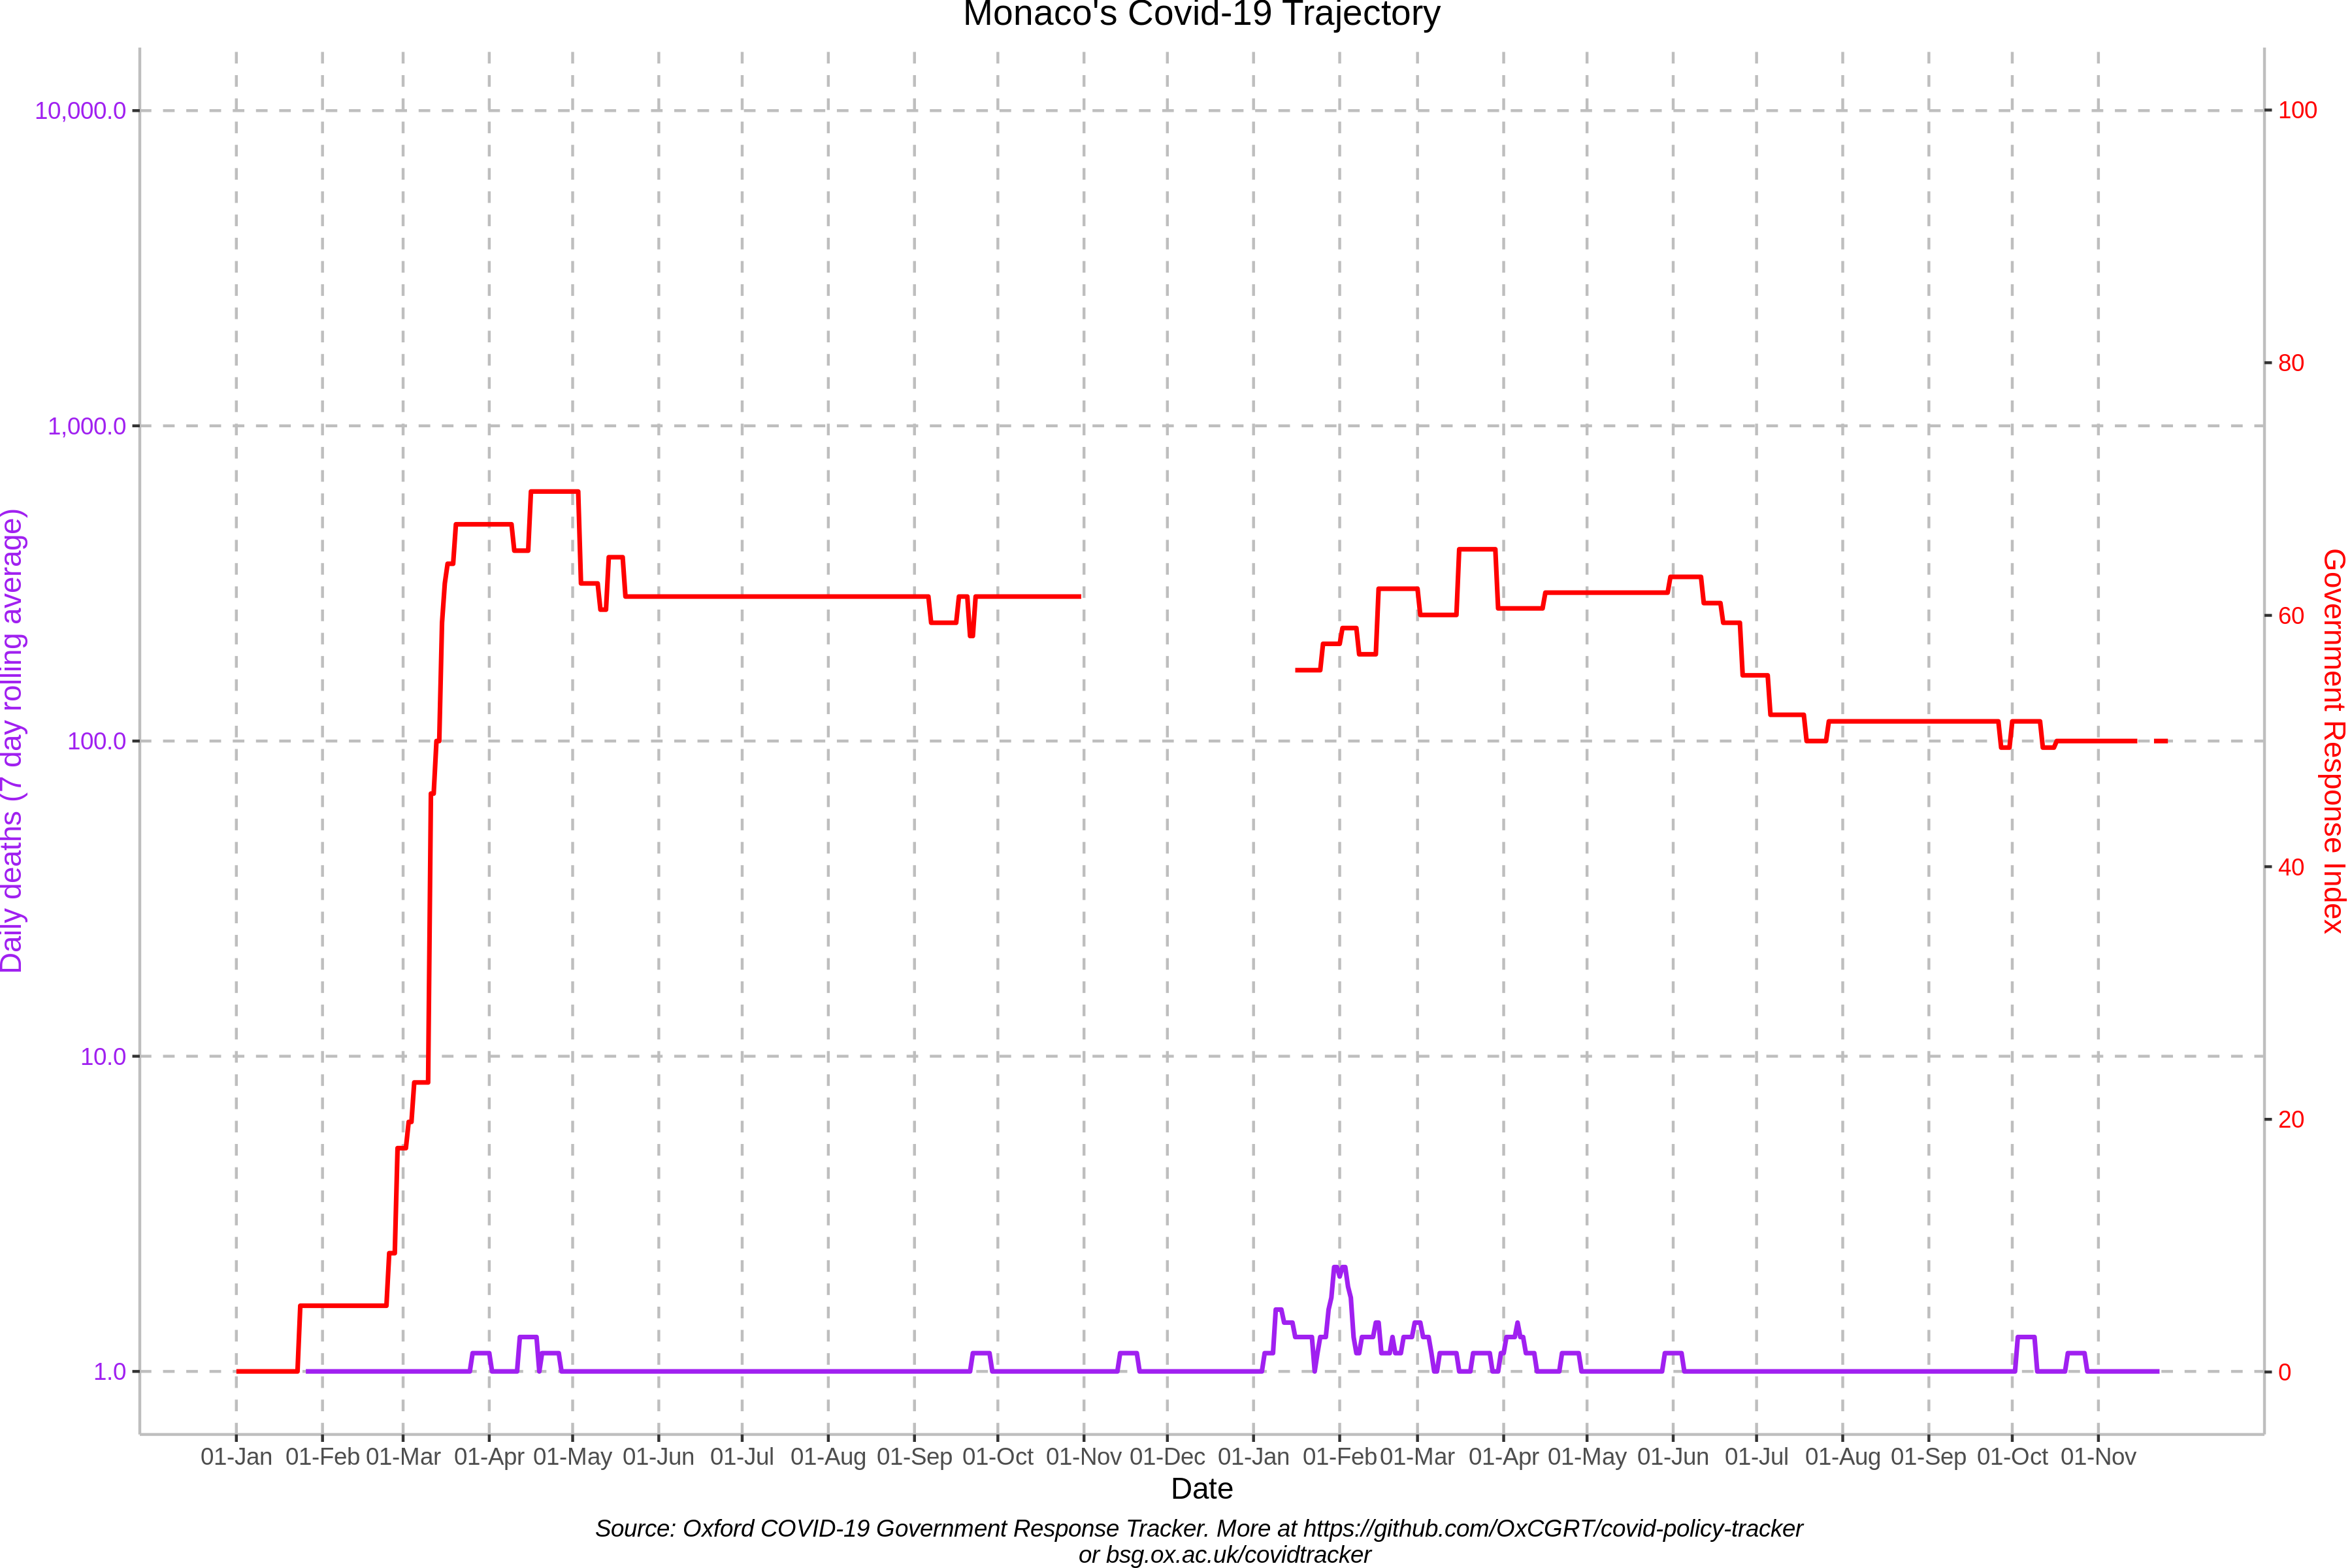 Monaco's Covid-19 Trajectory
10,000.0
1,000.0
100.0
10.0
1.0
Daily deaths (7 day rolling average)
100
80
60
40
20
0
Government Response Index
01-Jan 01-Feb 01-Mar 01-Apr 01-May 01-Jun 01-Jul 01-Aug 01-Sep 01-Oct 01-Nov 01-Dec 01-Jan 01-Feb 01-Mar 01-Apr 01-May 01-Jun 01-Jul 01-Aug 01-Sep 01-Oct 01-Nov
Date
Source: Oxford COVID-19 Government Response Tracker. More at https://github.com/OxCGRT/covid-policy-tracker
or bsg.ox.ac.uk/covidtracker